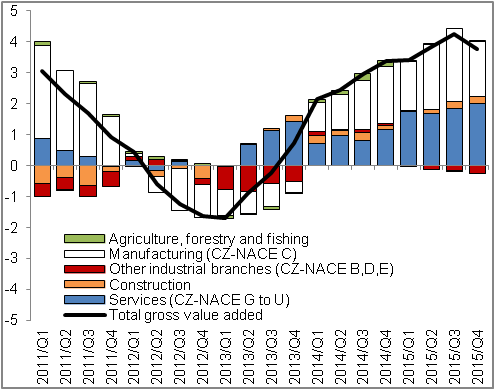 5
4
3
2
1
0
-1
-2
-3
-4
-5
Agriculture, forestry and fishing
Manufacturing (CZ-NACE C)
Other industrial branches (CZ-NACE B,D,E)
Construction
Services (CZ-NACE G to U)
Total gross value added
2011/Q1
2011/Q2
2011/Q3
2011/Q4
2012/Q1
2012/Q2
2012/Q3
2012/Q4
2013/Q1
2013/Q2
2013/Q3
2013/Q4
2014/Q1
2014/Q2
2014/Q3
2014/Q4
2015/Q1
2015/Q2
2015/Q3
2015/Q4